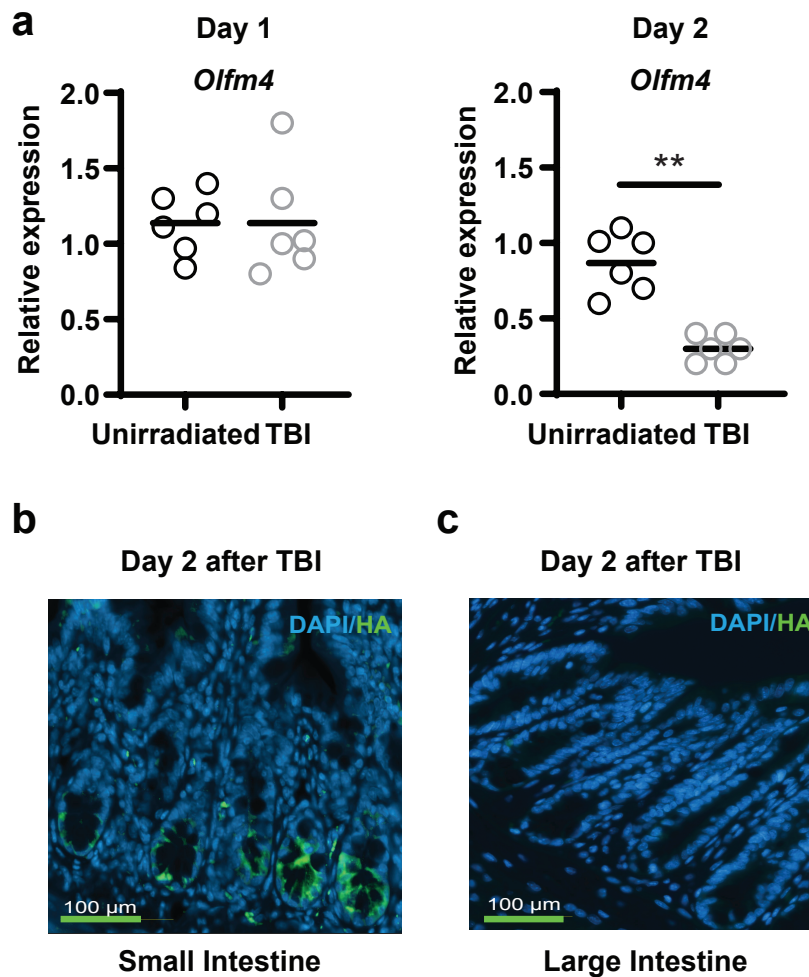 a
Day 1
Day 2
Olfm4
Olfm4
Relative expression
2.0
1.5
1.0
0.5
0.0
Unirradiated TBI
Relative expression
2.0
1.5
1.0
0.5
0.0
**
Unirradiated TBI
b
Day 2 after TBI
DAPI/HA
100 µm
Small Intestine
c
Day 2 after TBI
DAPI/HA
100 µm
Large Intestine